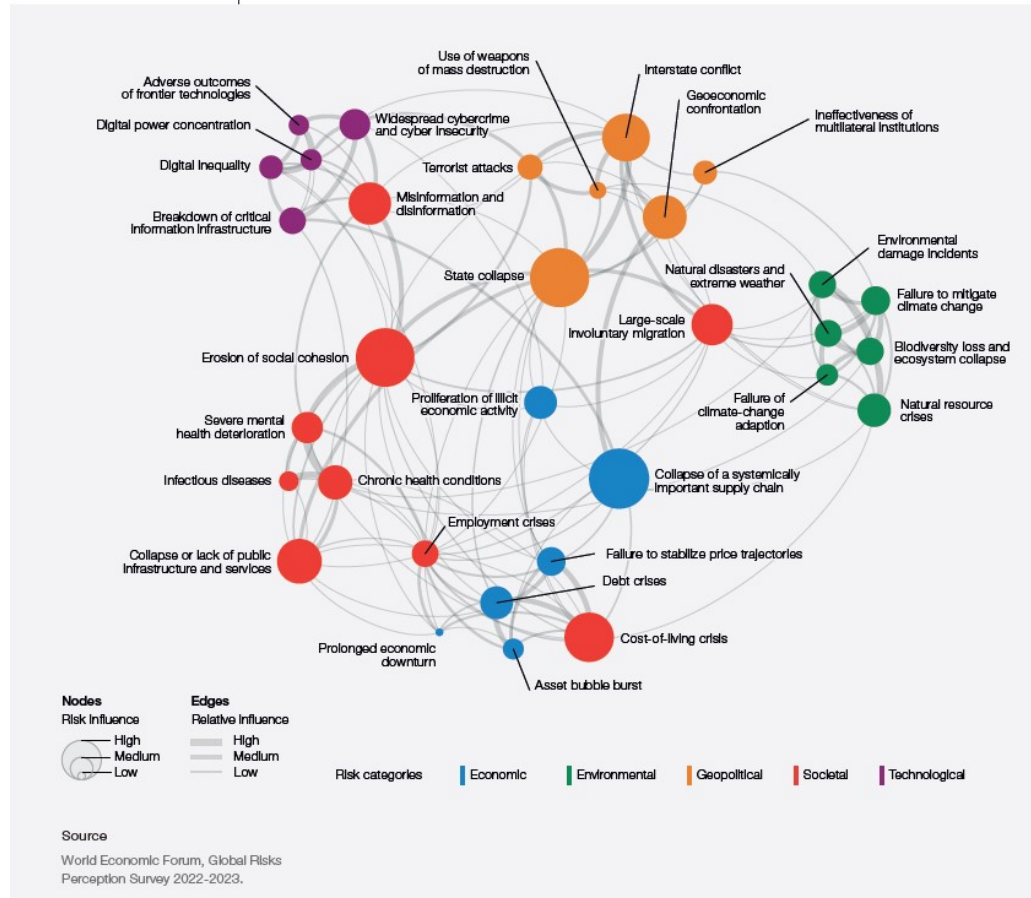 Use of weapons
of mass destruction
Interstate conflict
Adverse outcomes
of frontier technologies
Geoeconomic
confrontation
Digital power concentration
Widespread cybercrime
and cyber insecurity
Ineffectiveness of
multilateral institutions
Digital inequality
Terrorist attacks
Misinformation and
disinformation
Breakdown of critical
information infrastructure
Environmental
damage incidents
State collapse
Natural disasters and
extreme weather
Failure to mitigate
climate change
Large-scale
involuntary migration
Biodiversity loss and
ecosystem collapse
Erosion of social cohesion
Proliferation of illicit
economic activity
Failure of
climate-change
adaption
Natural resource
crises
Severe mental
health deterioration
Infectious diseases
Chronic health conditions
Collapse of a systemically
important supply chain
Employment crises
Collapse or lack of public
infrastructure and services
Failure to stabilize price trajectories
Debt crises
Prolonged economic
downturn
Cost-of-living crisis
Asset bubble burst
Nodes
Risk influence
High
Medium
Low
Edges
Relative influence
High
Medium
Low
Risk categories
Economic
Environmental
Geopolitical
Societal
Technological
Source
World Economic Forum, Global Risks
Perception Survey 2022-2023.